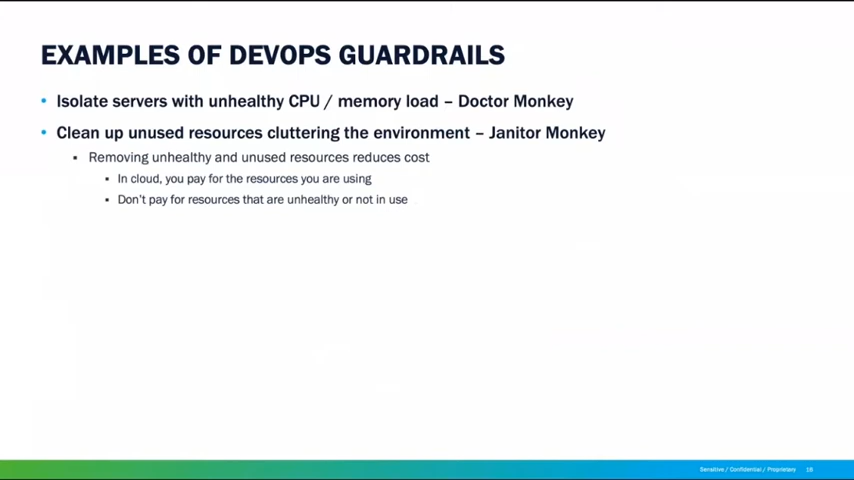 EXAMPLES OF DEVOPS GUARDRAILS
• Isolate servers with unhealthy CPU / memory load – Doctor Monkey
• Clean up unused resources cluttering the environment – Janitor Monkey
▪ Removing unhealthy and unused resources reduces cost
▪ In cloud, you pay for the resources you are using
▪ Don't pay for resources that are unhealthy or not in use
Sensitive / Confidential / Proprietary 18